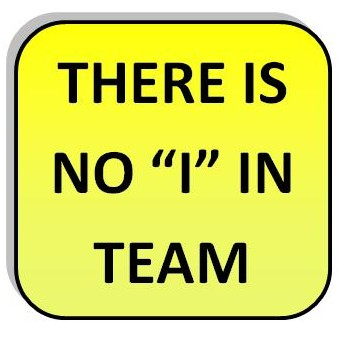 THERE IS
NO “I” IN
TEAM